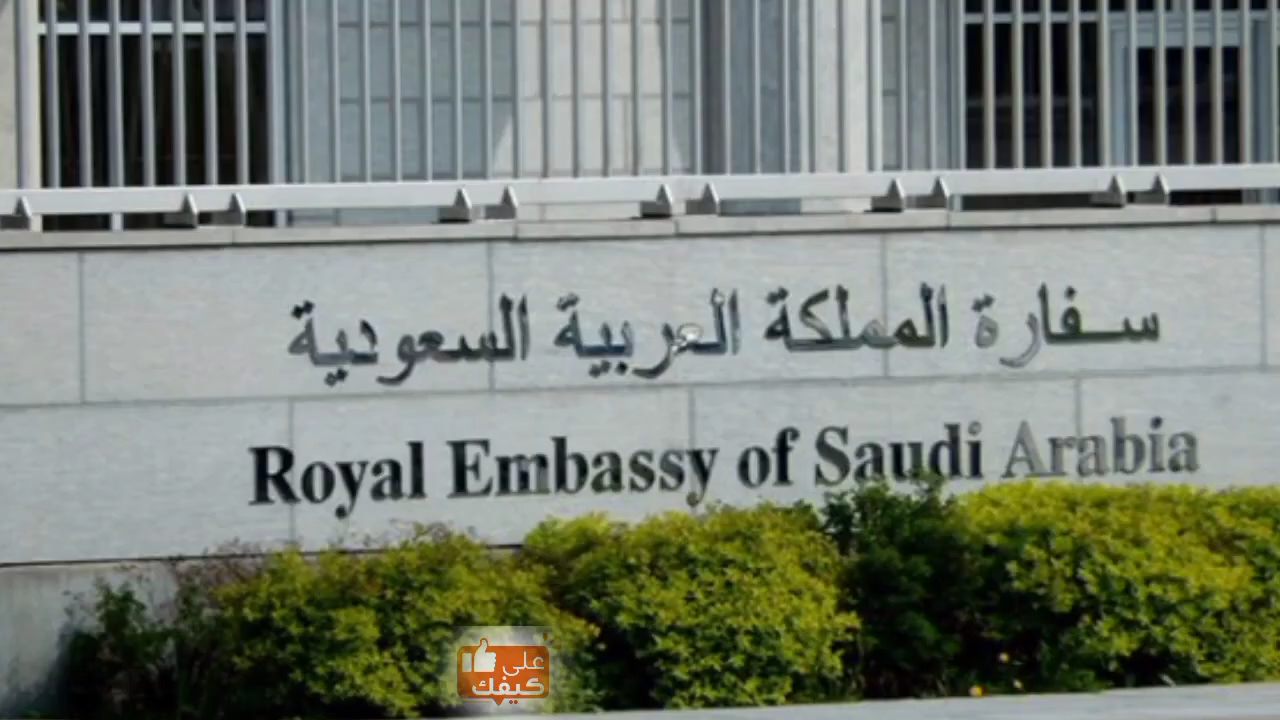 سفارة المملكة العربية السعودية
Royal Embassy of Saudi Arabia
على
كيفك